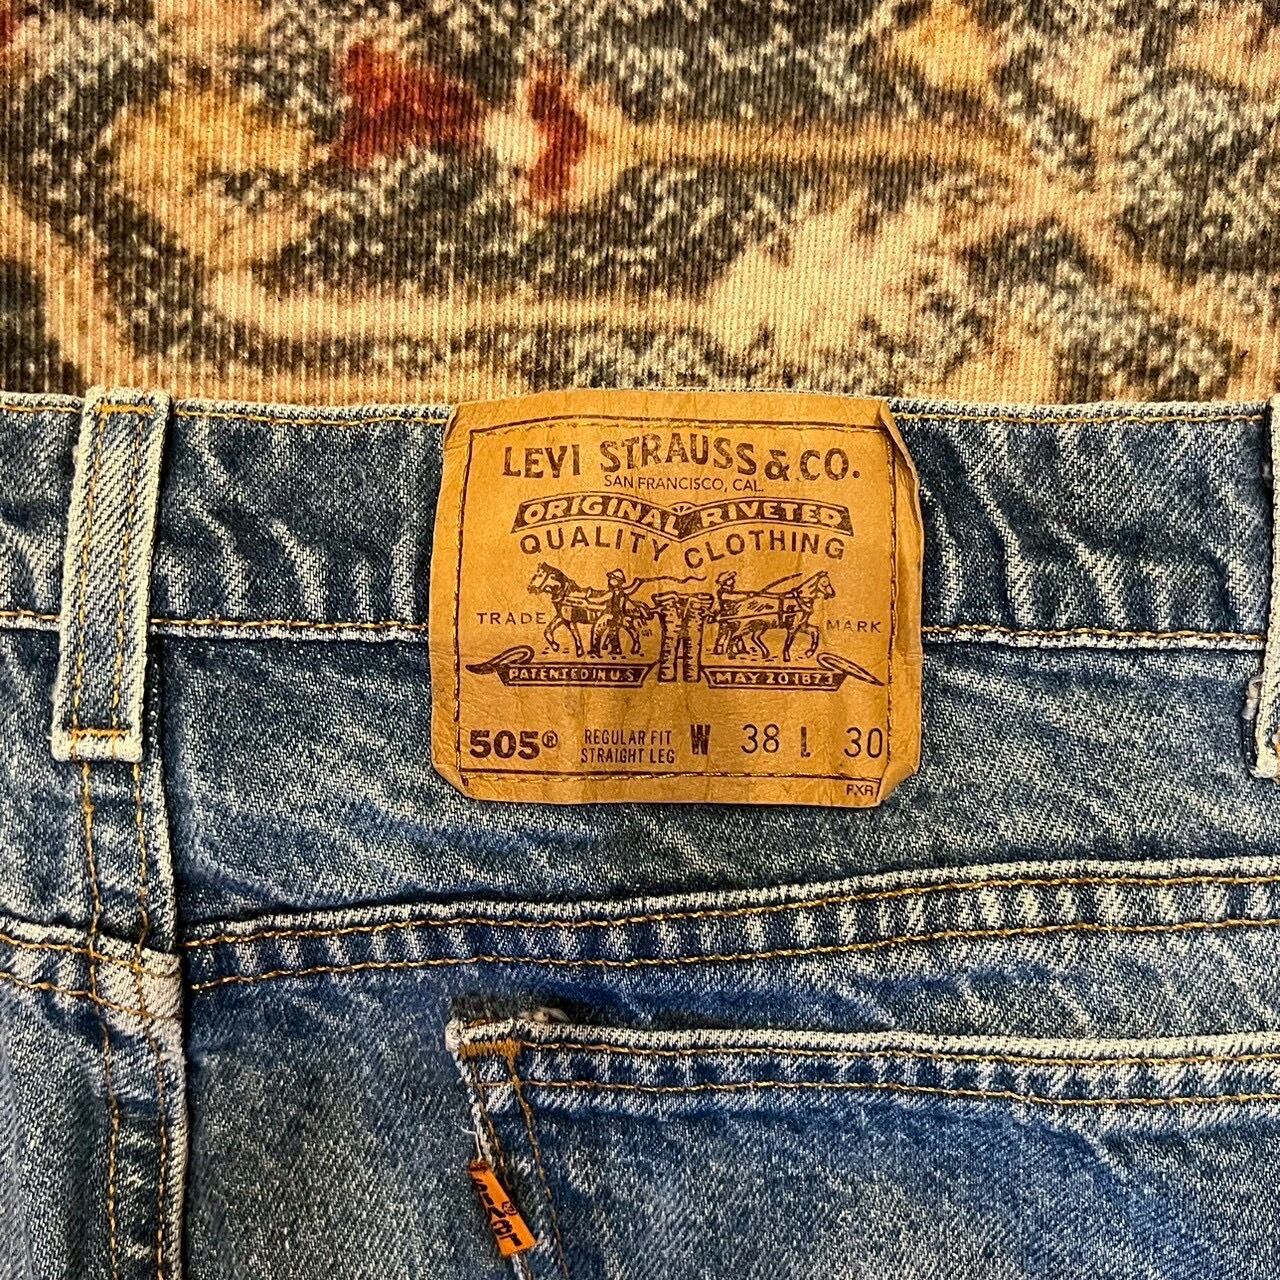 LEVI STRAUSS & CO.
SAN FRANCISCO, CAL.
ORIGINAL RIVETED
QUALITY CLOTHING
TRADE MARK
PATENTED IN U.S. MAY 20 1873
505® REGULAR FIT STRAIGHT LEG W 38 L 30
PXR
LEVI'S®